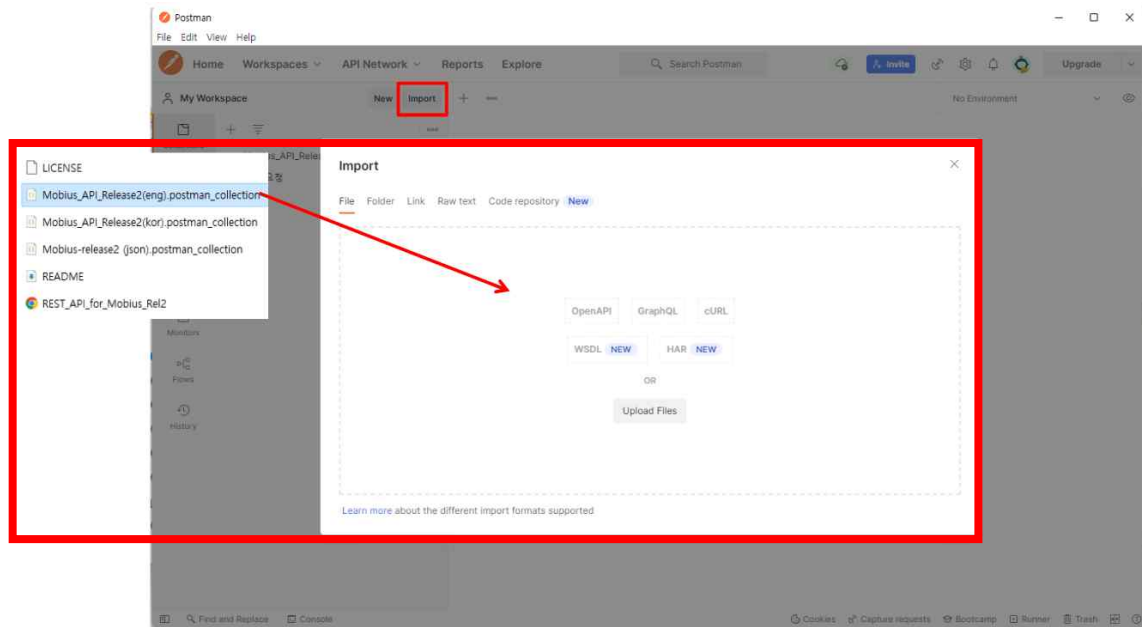 Postman
File Edit View Help
Home Workspaces API Network Reports Explore Search Postman Invite Upgrade
My Workspace New Import No Environment
LICENSE
Mobius_API_Release2(eng).postman_collection
Mobius_API_Release2(kor).postman_collection
Mobius-release2 (json).postman_collection
README
REST_API_for_Mobius_Rel2
Import
File Folder Link Raw text Code repository New
OpenAPI GraphQL cURL
WSDL NEW HAR NEW
OR
Upload Files
Learn more about the different import formats supported
Monitors
Flows
History
Find and Replace Console Cookies Capture requests Bootcamp Runner Trash